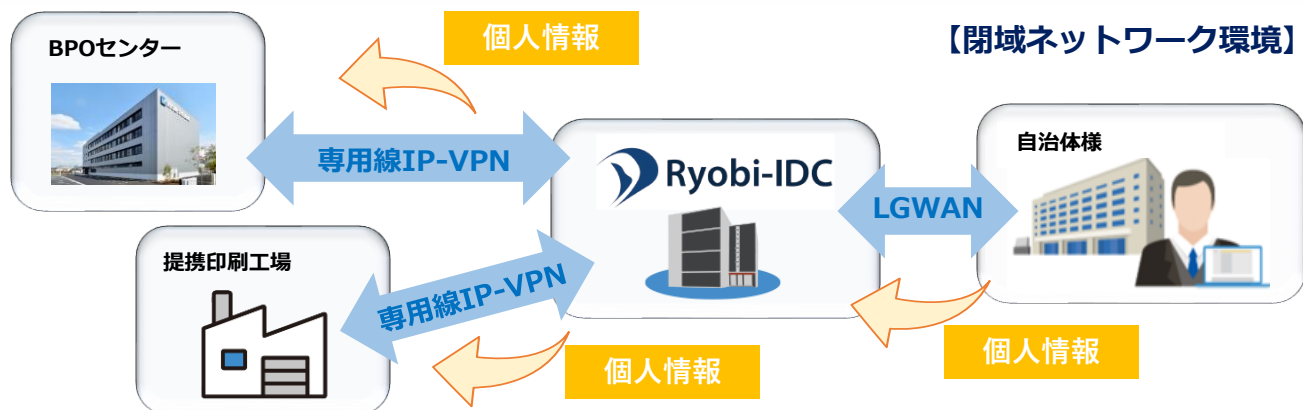 BPOセンター
個人情報
【閉域ネットワーク環境】
専用線IP-VPN
Ryobi-IDC
自治体様
LGWAN
提携印刷工場
専用線IP-VPN
個人情報
個人情報